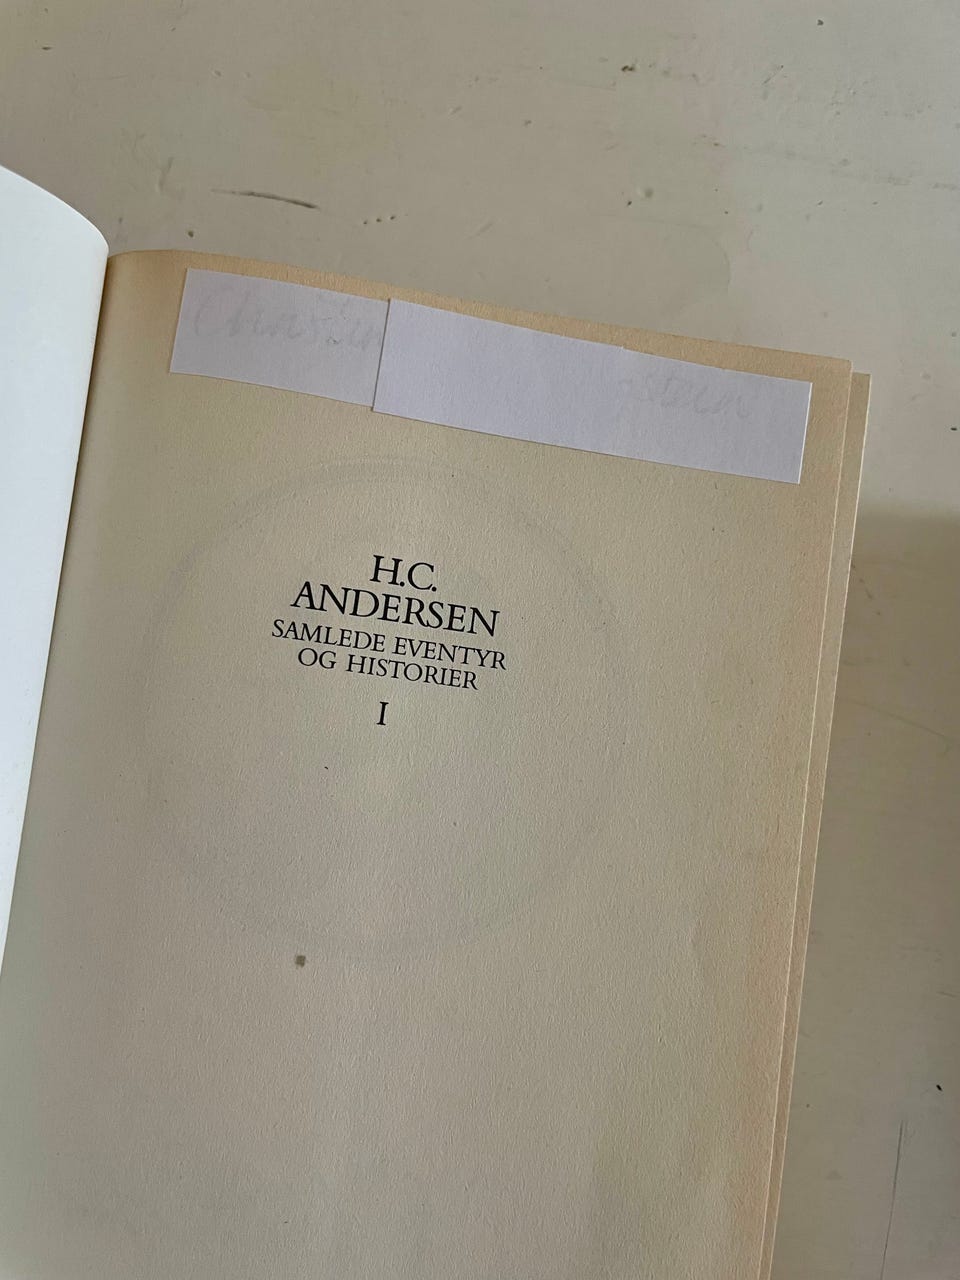 H.C.
ANDERSEN
SAMLEDE EVENTYR
OG HISTORIER
I